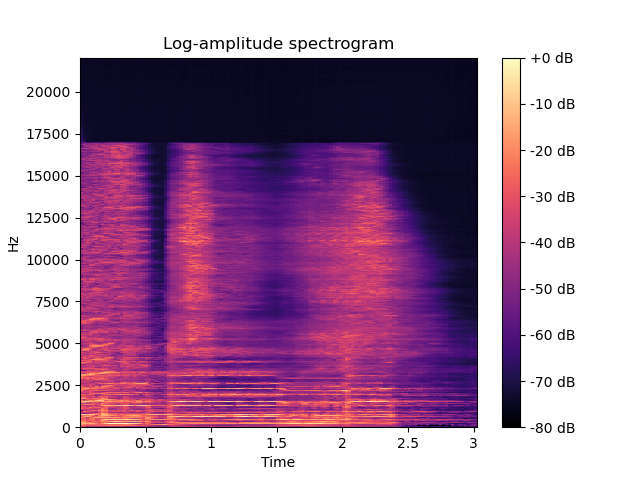 Log-amplitude spectrogram
Hz
20000
17500
15000
12500
10000
7500
5000
2500
0
0 0.5 1 1.5 2 2.5 3
Time
+0 dB
-10 dB
-20 dB
-30 dB
-40 dB
-50 dB
-60 dB
-70 dB
-80 dB